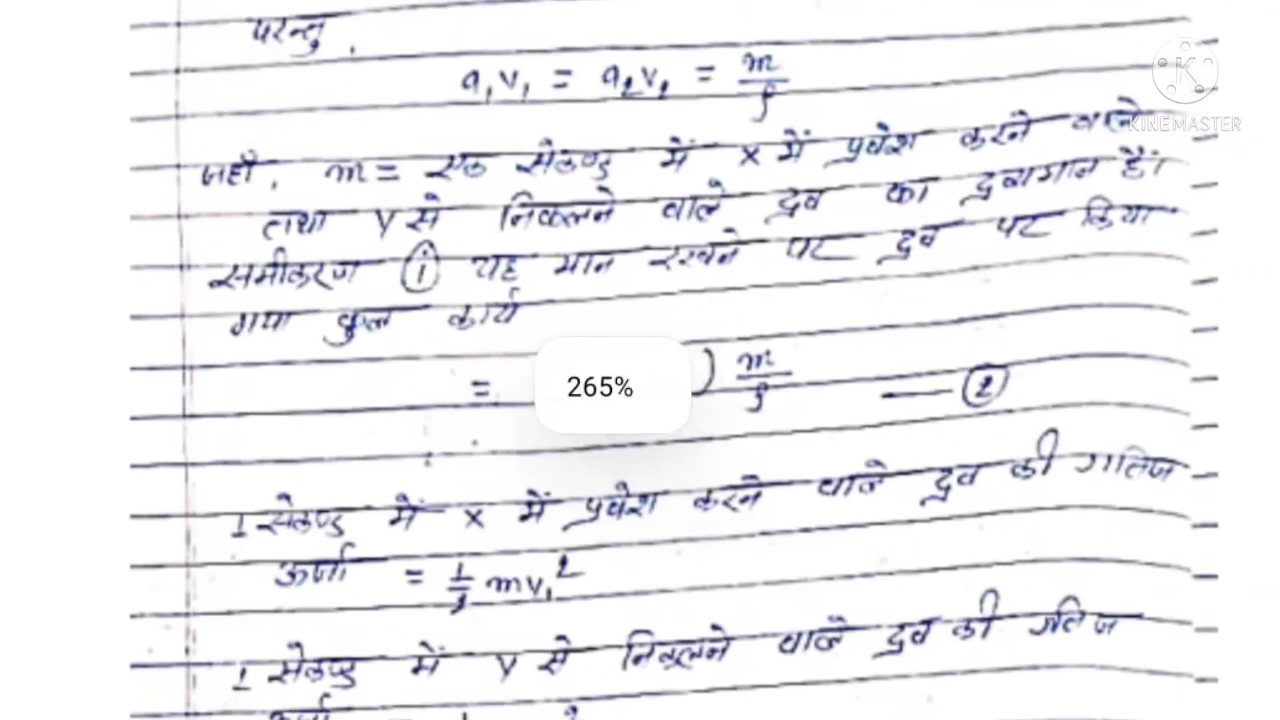 परन्तु,
a₁v₁ = a₂v₂ = m/ρ
KINEMASTER
जहाँ, m = एक सेकण्ड में x में प्रवेश करने वाले
तथा y से निकलने वाले द्रव का द्रव्यमान है।
समीकरण ① यह मान रखने पर द्रव पर किया
गया कुल कार्य
= ) m/ρ —— ②
265%
1 सेकण्ड में x में प्रवेश करने वाले द्रव की गतिज
ऊर्जा = 1/2 mv₁²
1 सेकण्ड में y से निकलने वाले द्रव की गतिज